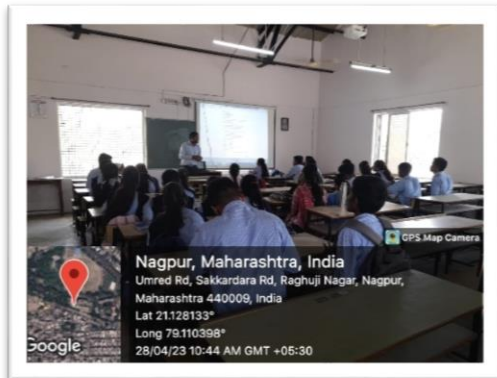 GPS Map Camera
Nagpur, Maharashtra, India
Umred Rd, Sakkardara Rd, Raghuji Nagar, Nagpur,
Maharashtra 440009, India
Lat 21.128133°
Long 79.110398°
28/04/23 10:44 AM GMT +05:30
Google